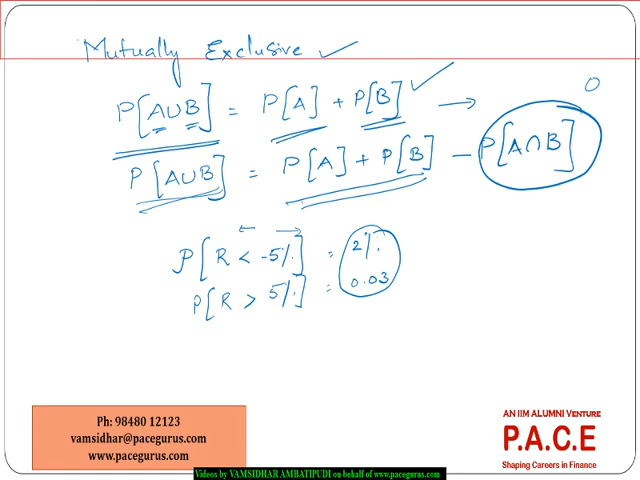 Mutually Exclusive ✓
P[A∪B] = P[A] + P[B] ✓ → 0
P[A∪B] = P[A] + P[B] – P[A∩B]
P[R < -5%] = 2%
P[R > 5%] = 0.03
Ph: 98480 12123
vamsidhar@pacegurus.com
www.pacegurus.com
AN IIM ALUMNI VENTURE
P.A.C.E
Shaping Careers in Finance
Videos by VAMSIDHAR AMBATIPUDI on behalf of www.pacegurus.com